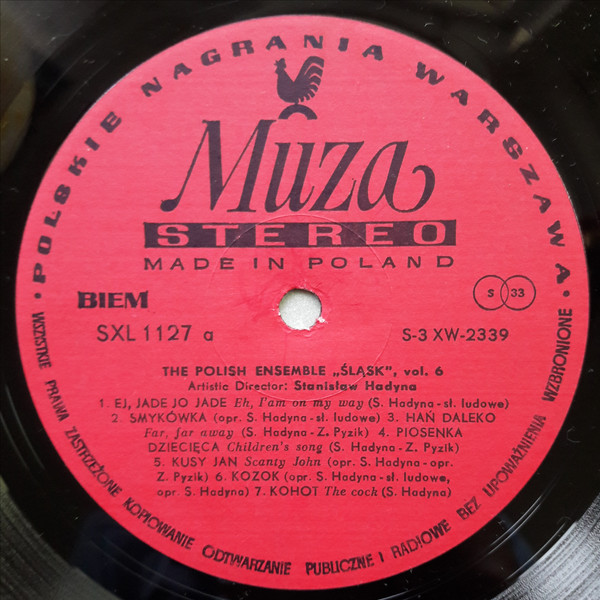 • POLSKIE NAGRANIA WARSZAWA •
Muza
STEREO
MADE IN POLAND
BIEM
S 33
SXL 1127 a
S-3 XW-2339
THE POLISH ENSEMBLE „ŚLĄSK", vol. 6
Artistic Director: Stanisław Hadyna
1. EJ, JADE JO JADE Eh, I'am on my way (S. Hadyna-sł. ludowe)
2. SMYKÓWKA (opr. S. Hadyna-sł. ludowe) 3. HAŃ DALEKO
Far, far away (S. Hadyna-Z. Pyzik) 4. PIOSENKA
DZIECIĘCA Children's song (S. Hadyna-Z. Pyzik)
5. KUSY JAN Scanty John (opr. S. Hadyna-opr.
Z. Pyzik) 6. KOZOK (opr. S. Hadyna-sł. ludowe,
opr. S. Hadyna) 7. KOHOT The cock (S. Hadyna)
WSZYSTKIE PRAWA ZASTRZEŻONE KOPIOWANIE ODTWARZANIE PUBLICZNE I RADIOWE BEZ UPOWAŻNIENIA WZBRONIONE